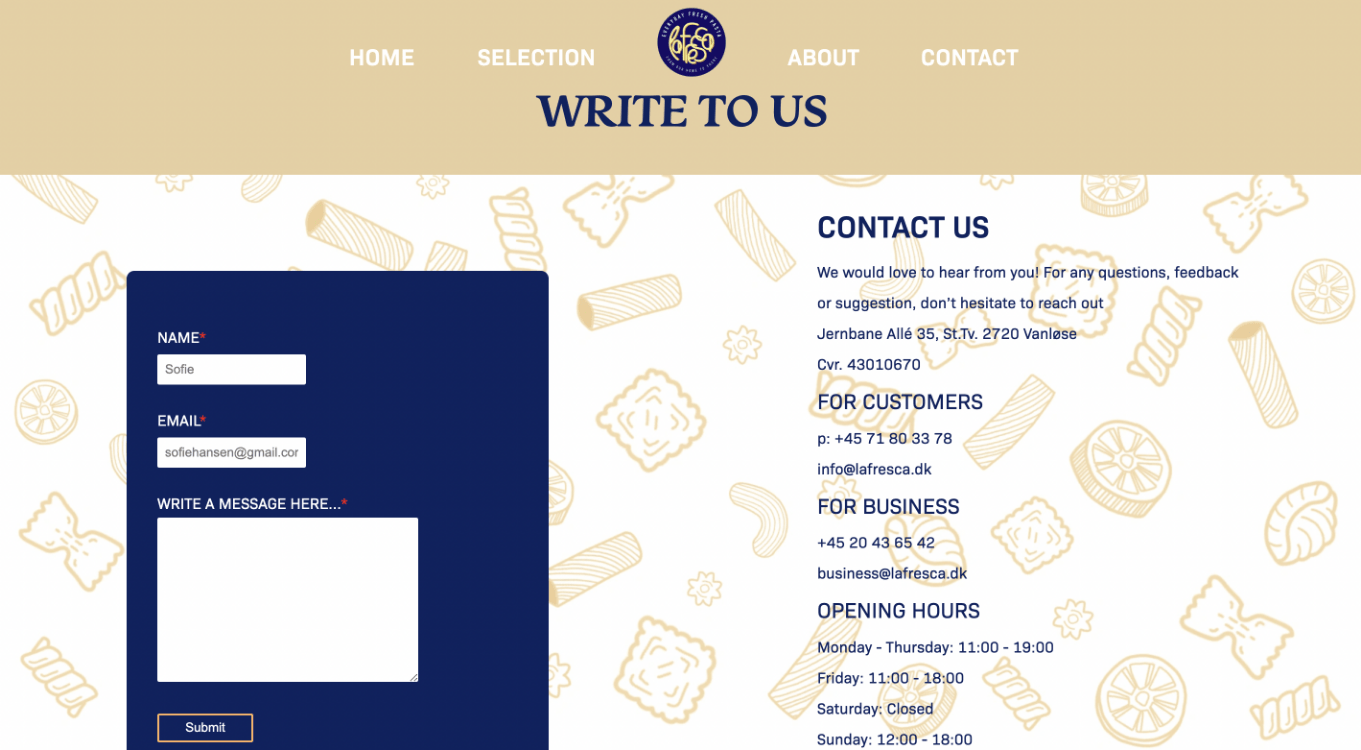 HOME SELECTION ABOUT CONTACT
EVERYDAY FRESH PASTA
lafresca
WRITE TO US
NAME*
Sofie
EMAIL*
sofiehansen@gmail.cor
WRITE A MESSAGE HERE...*
Submit
CONTACT US
We would love to hear from you! For any questions, feedback
or suggestion, don't hesitate to reach out
Jernbane Allé 35, St.Tv. 2720 Vanløse
Cvr. 43010670
FOR CUSTOMERS
p: +45 71 80 33 78
info@lafresca.dk
FOR BUSINESS
+45 20 43 65 42
business@lafresca.dk
OPENING HOURS
Monday - Thursday: 11:00 - 19:00
Friday: 11:00 - 18:00
Saturday: Closed
Sunday: 12:00 - 18:00